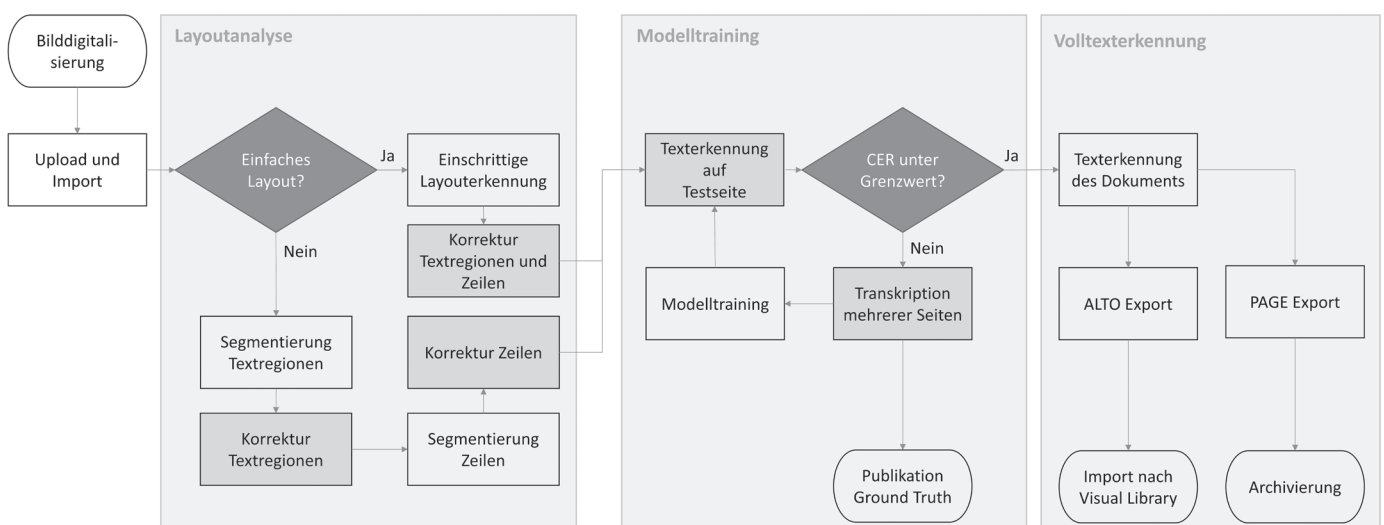 Bilddigitali-
sierung
Upload und
Import
Layoutanalyse
Einfaches
Layout?
Ja
Einschrittige
Layouterkennung
Korrektur
Textregionen und
Zeilen
Nein
Segmentierung
Textregionen
Korrektur
Textregionen
Segmentierung
Zeilen
Korrektur Zeilen
Modelltraining
Texterkennung
auf
Testseite
CER unter
Grenzwert?
Ja
Nein
Transkription
mehrerer Seiten
Modelltraining
Publikation
Ground Truth
Volltexterkennung
Texterkennung
des Dokuments
ALTO Export
PAGE Export
Import nach
Visual Library
Archivierung